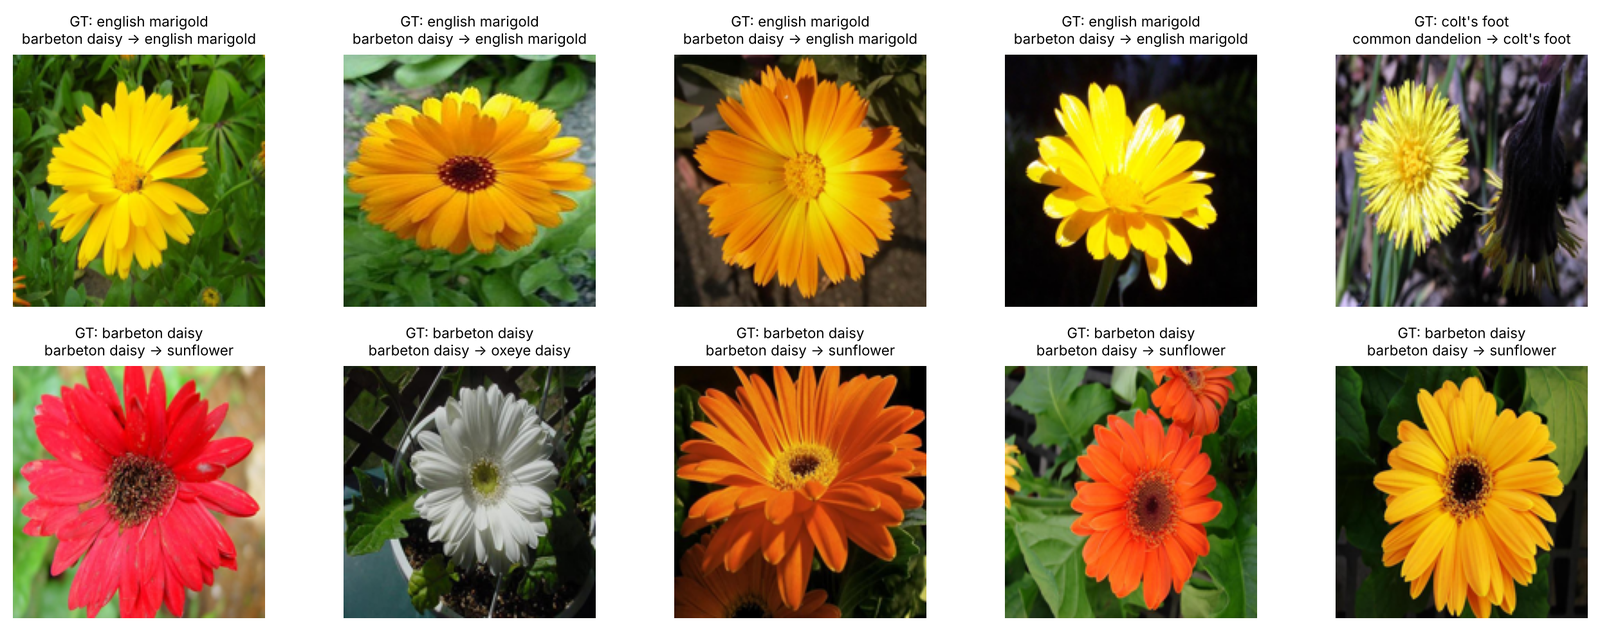 GT: english marigold
barbeton daisy → english marigold
GT: english marigold
barbeton daisy → english marigold
GT: english marigold
barbeton daisy → english marigold
GT: english marigold
barbeton daisy → english marigold
GT: colt's foot
common dandelion → colt's foot
GT: barbeton daisy
barbeton daisy → sunflower
GT: barbeton daisy
barbeton daisy → oxeye daisy
GT: barbeton daisy
barbeton daisy → sunflower
GT: barbeton daisy
barbeton daisy → sunflower
GT: barbeton daisy
barbeton daisy → sunflower